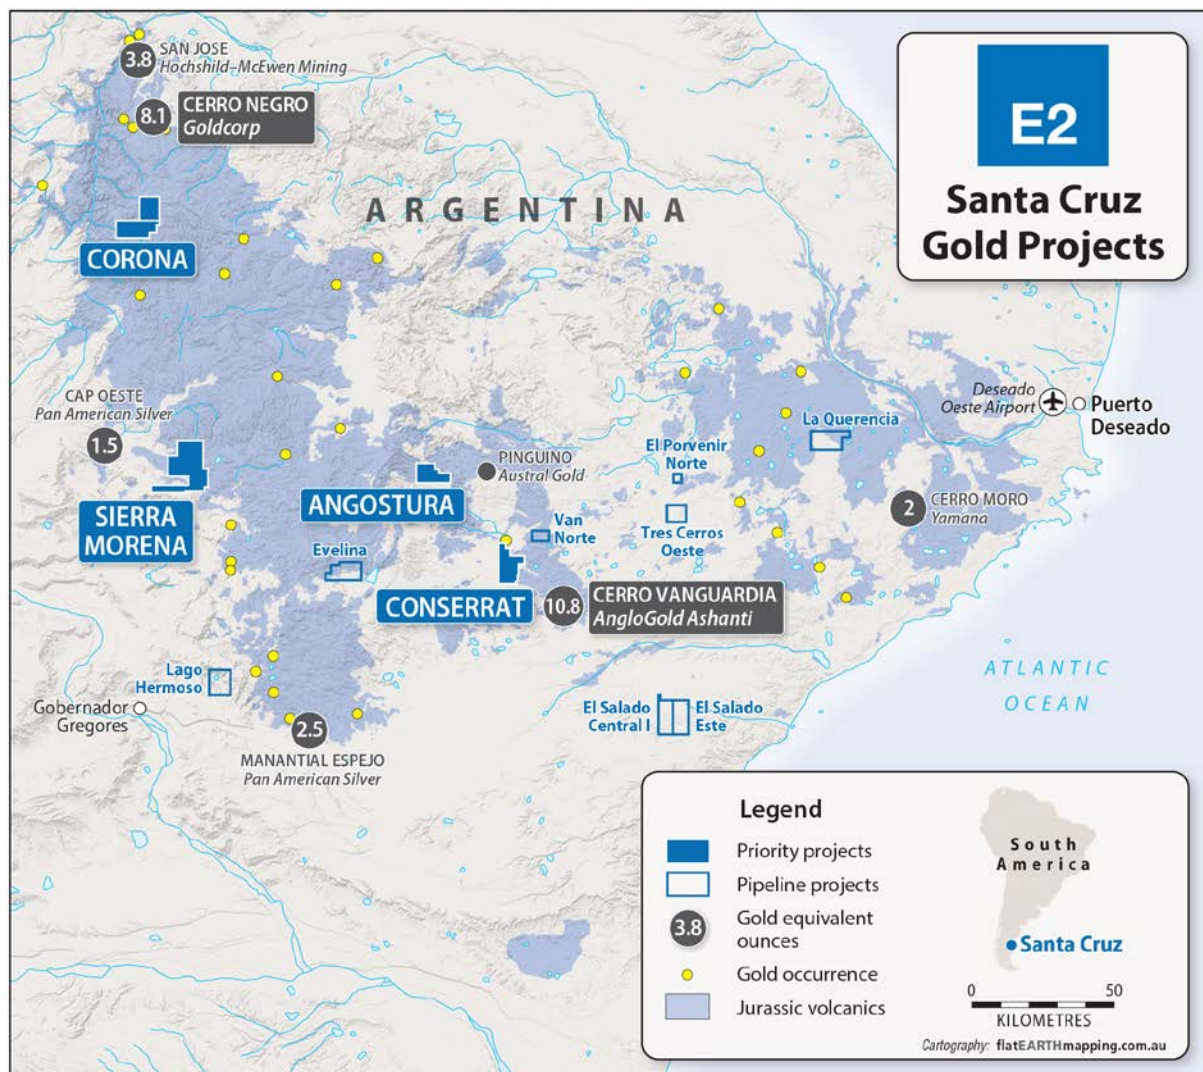 3.8
SAN JOSE
Hochshild–McEwen Mining
8.1
CERRO NEGRO
Goldcorp
E2
Santa Cruz
Gold Projects
ARGENTINA
CORONA
CAP OESTE
Pan American Silver
1.5
Deseado
Oeste Airport
Puerto
Deseado
La Querencia
El Porvenir
Norte
PINGUINO
Austral Gold
ANGOSTURA
SIERRA
MORENA
2
CERRO MORO
Yamana
Van
Norte
Tres Cerros
Oeste
Evelina
CONSERRAT
10.8
CERRO VANGUARDIA
AngloGold Ashanti
Lago
Hermoso
Gobernador
Gregores
2.5
MANANTIAL ESPEJO
Pan American Silver
El Salado
Central I
El Salado
Este
ATLANTIC
OCEAN
Legend
Priority projects
Pipeline projects
3.8
Gold equivalent
ounces
Gold occurrence
Jurassic volcanics
South
America
Santa Cruz
0 50
KILOMETRES
Cartography: flatEARTHmapping.com.au